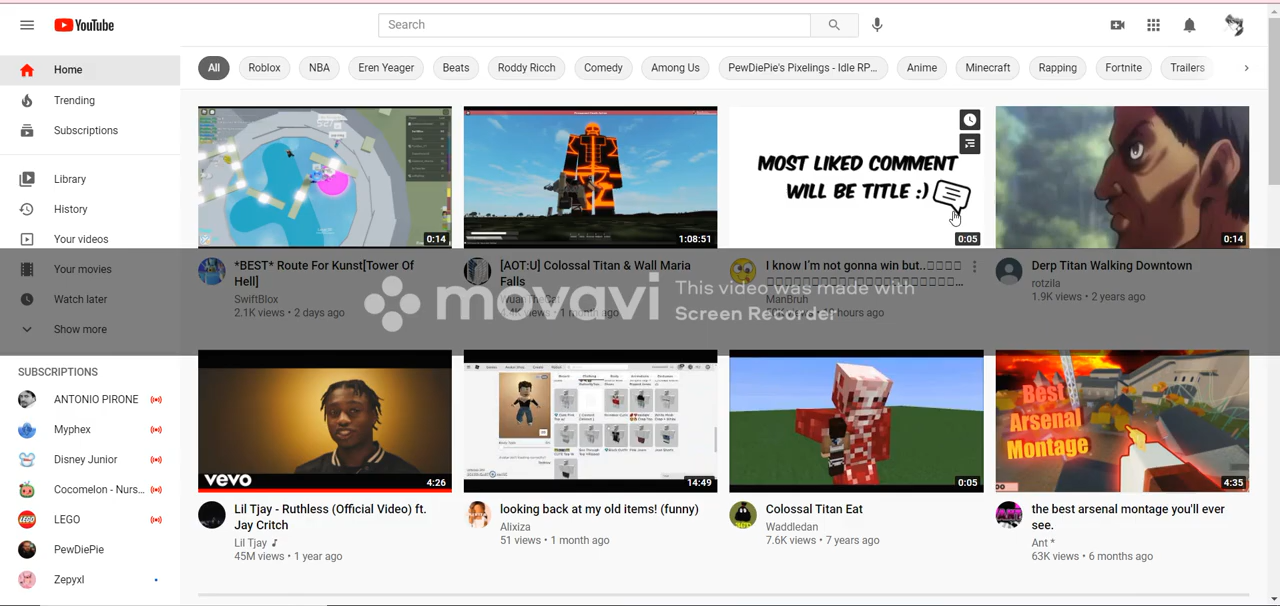 YouTube
Search
Home
Trending
Subscriptions
Library
History
Your videos
Your movies
Watch later
Show more
SUBSCRIPTIONS
ANTONIO PIRONE
Myphex
Disney Junior
Cocomelon - Nurs...
LEGO
PewDiePie
Zepyxl
All Roblox NBA Eren Yeager Beats Roddy Ricch Comedy Among Us PewDiePie's Pixelings - Idle RP... Anime Minecraft Rapping Fortnite Trailers
0:14
*BEST* Route For Kunst[Tower Of
Hell]
SwiftBlox
2.1K views • 2 days ago
1:08:51
[AOT:U] Colossal Titan & Wall Maria
Falls
views • 1 month ago
MOST LIKED COMMENT
WILL BE TITLE :)
0:05
I know I'm not gonna win but..
ManBruh
hours ago
0:14
Derp Titan Walking Downtown
rotzila
1.9K views • 2 years ago
movavi
This video was made with
Screen Recorder
vevo
4:26
Lil Tjay - Ruthless (Official Video) ft.
Jay Critch
Lil Tjay
45M views • 1 year ago
14:49
looking back at my old items! (funny)
Alixiza
51 views • 1 month ago
0:05
Colossal Titan Eat
Waddledan
7.6K views • 7 years ago
Best
Arsenal
Montage
4:35
the best arsenal montage you'll ever
see.
Ant *
63K views • 6 months ago